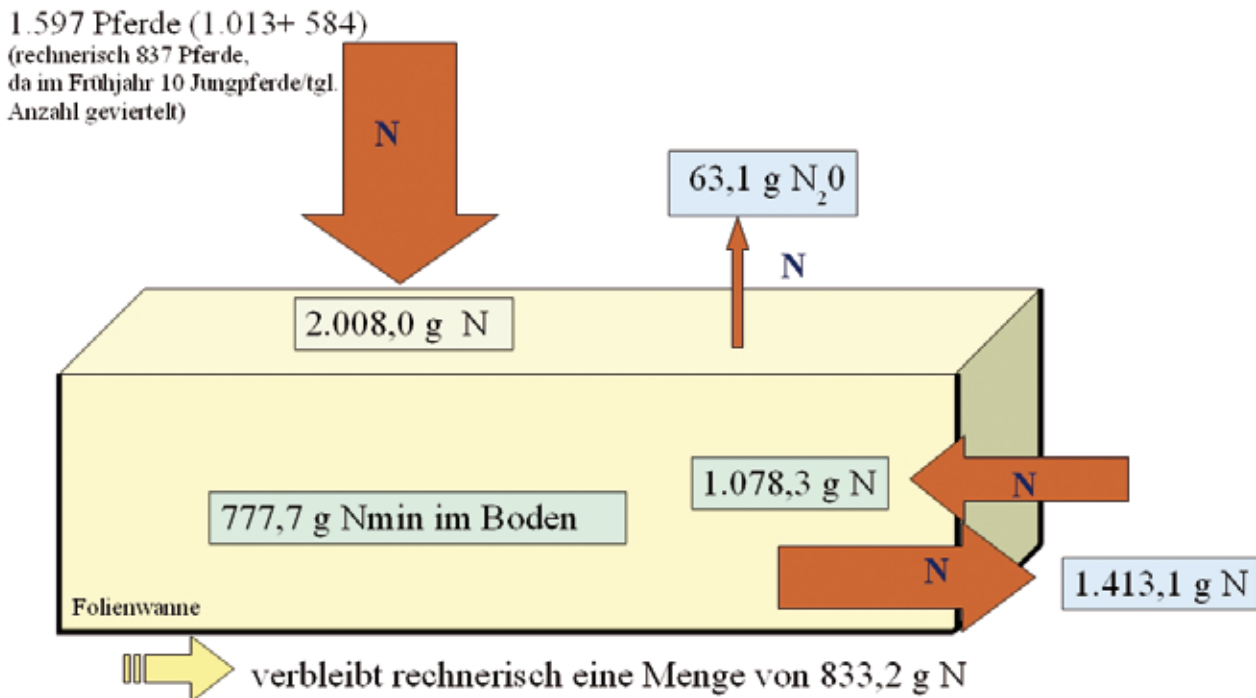 1.597 Pferde (1.013+ 584)
(rechnerisch 837 Pferde,
da im Frühjahr 10 Jungpferde/tgl.
Anzahl geviertelt)
N
63,1 g N₂0
N
2.008,0 g N
1.078,3 g N
N
777,7 g Nmin im Boden
N
1.413,1 g N
Folienwanne
verbleibt rechnerisch eine Menge von 833,2 g N